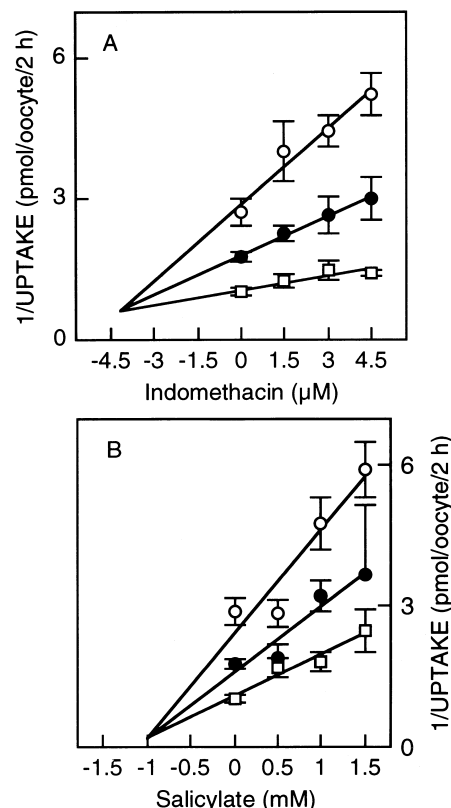 A
6
3
0
1/UPTAKE (pmol/oocyte/2 h)
-4.5 -3 -1.5 0 1.5 3 4.5
Indomethacin (µM)
B
6
3
0
1/UPTAKE (pmol/oocyte/2 h)
-1.5 -1 -0.5 0 0.5 1 1.5
Salicylate (mM)